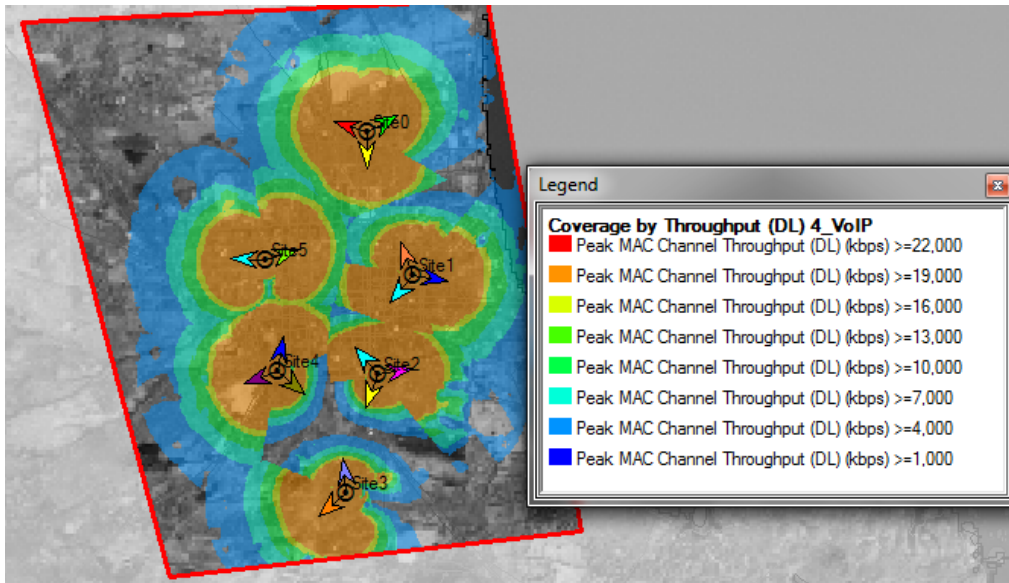 Site0
Site5
Site1
Site4
Site2
Site3
Legend
Coverage by Throughput (DL) 4_VoIP
Peak MAC Channel Throughput (DL) (kbps) >=22,000
Peak MAC Channel Throughput (DL) (kbps) >=19,000
Peak MAC Channel Throughput (DL) (kbps) >=16,000
Peak MAC Channel Throughput (DL) (kbps) >=13,000
Peak MAC Channel Throughput (DL) (kbps) >=10,000
Peak MAC Channel Throughput (DL) (kbps) >=7,000
Peak MAC Channel Throughput (DL) (kbps) >=4,000
Peak MAC Channel Throughput (DL) (kbps) >=1,000